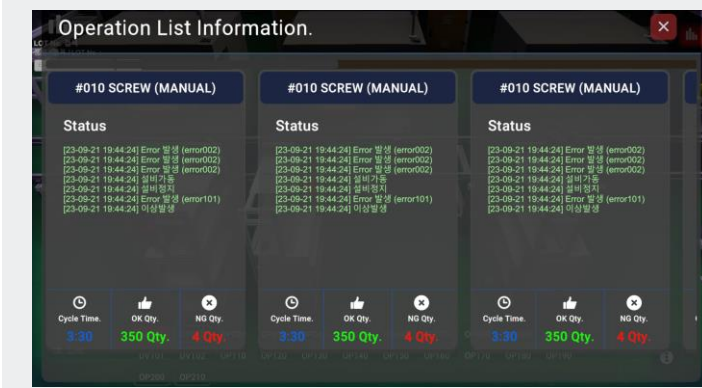 Operation List Information.
#010 SCREW (MANUAL)
Status
[23-09-21 19:44:24] Error 발생 (error002)
[23-09-21 19:44:24] Error 발생 (error002)
[23-09-21 19:44:24] Error 발생 (error002)
[23-09-21 19:44:24] 설비가동
[23-09-21 19:44:24] 설비정지
[23-09-21 19:44:24] Error 발생 (error101)
[23-09-21 19:44:24] 이상발생
Cycle Time. OK Qty. NG Qty.
3:30 350 Qty. 4 Qty.
#010 SCREW (MANUAL)
Status
[23-09-21 19:44:24] Error 발생 (error002)
[23-09-21 19:44:24] Error 발생 (error002)
[23-09-21 19:44:24] Error 발생 (error002)
[23-09-21 19:44:24] 설비가동
[23-09-21 19:44:24] 설비정지
[23-09-21 19:44:24] Error 발생 (error101)
[23-09-21 19:44:24] 이상발생
Cycle Time. OK Qty. NG Qty.
3:30 350 Qty. 4 Qty.
#010 SCREW (MANUAL)
Status
[23-09-21 19:44:24] Error 발생 (error002)
[23-09-21 19:44:24] Error 발생 (error002)
[23-09-21 19:44:24] Error 발생 (error002)
[23-09-21 19:44:24] 설비가동
[23-09-21 19:44:24] 설비정지
[23-09-21 19:44:24] Error 발생 (error101)
[23-09-21 19:44:24] 이상발생
Cycle Time. OK Qty. NG Qty.
3:30 350 Qty. 4 Qty.
DV101 DV102 OP110 OP120 OP130 OP140 OP150 OP160 OP170 OP180 OP190
OP200 OP210